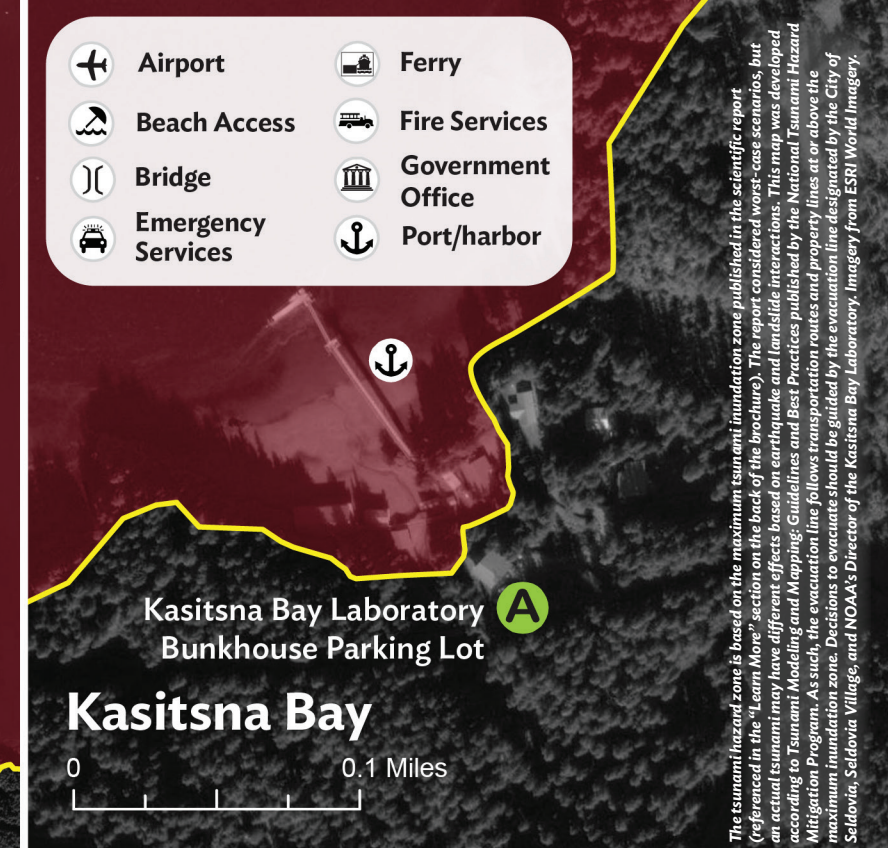 Airport
Beach Access
Bridge
Emergency
Services
Ferry
Fire Services
Government
Office
Port/harbor
Kasitsna Bay Laboratory
Bunkhouse Parking Lot
A
Kasitsna Bay
0
0.1 Miles
The tsunami hazard zone is based on the maximum tsunami inundation zone published in the scientific report
(referenced in the “Learn More” section on the back of the brochure). The report considered worst-case scenarios, but
an actual tsunami may have different effects based on earthquake and landslide interactions. This map was developed
according to Tsunami Modeling and Mapping: Guidelines and Best Practices published by the National Tsunami Hazard
Mitigation Program. As such, the evacuation line follows transportation routes and property lines at or above the
maximum inundation zone. Decisions to evacuate should be guided by the evacuation line designated by the City of
Seldovia, Seldovia Village, and NOAA's Director of the Kasitsna Bay Laboratory. Imagery from ESRI World Imagery.